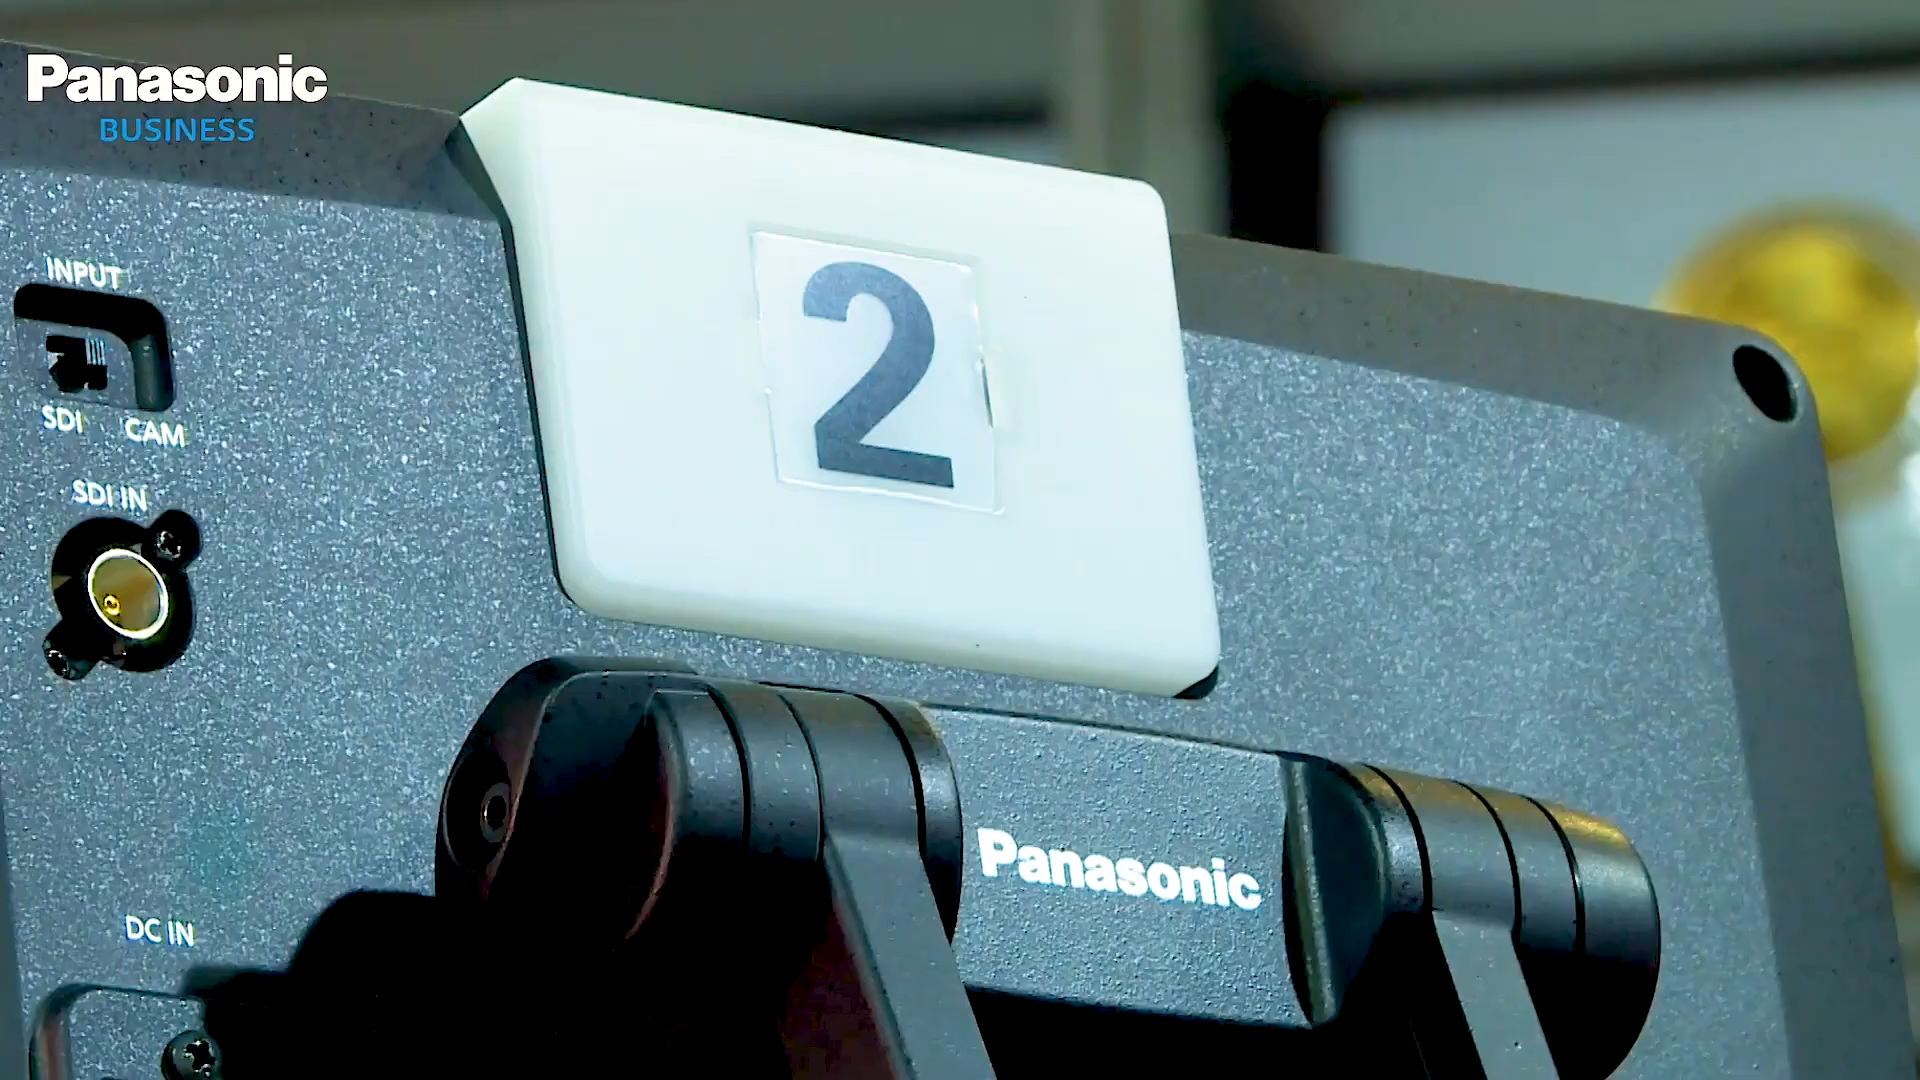 Panasonic
BUSINESS
2
INPUT
SDI CAM
SDI IN
Panasonic
DC IN